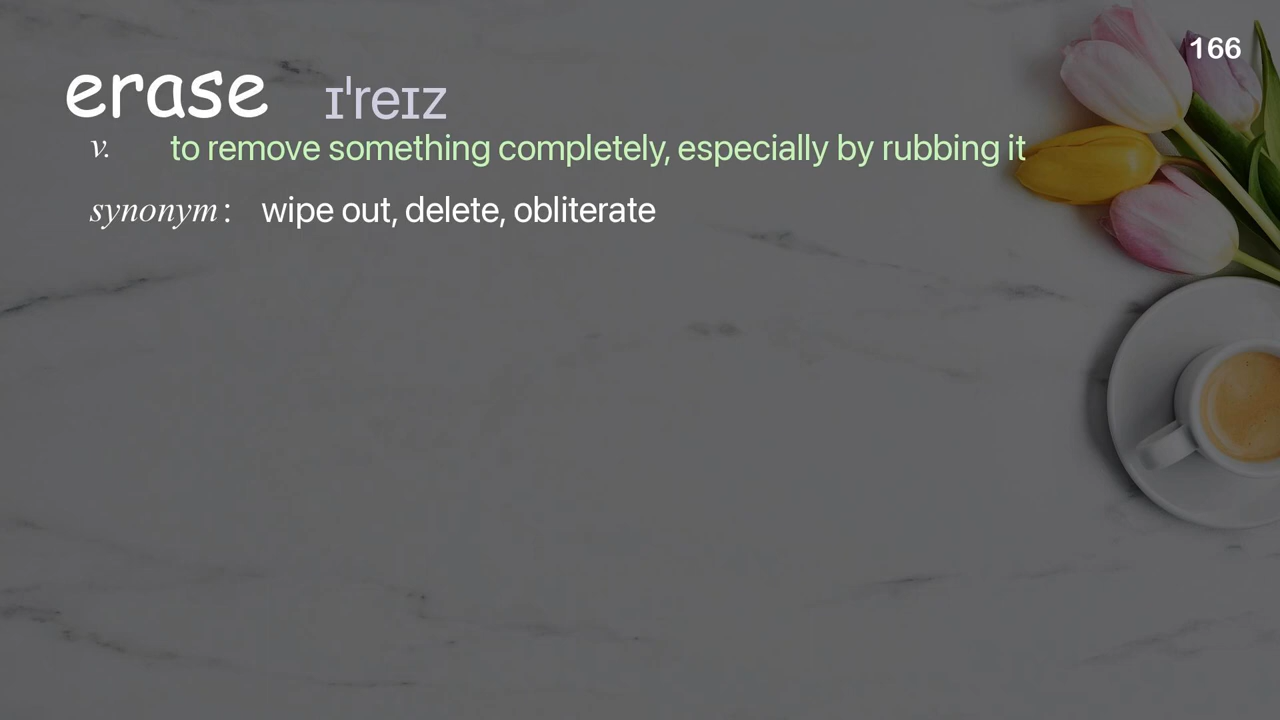 166
erase ɪˈreɪz
v. to remove something completely, especially by rubbing it
synonym: wipe out, delete, obliterate